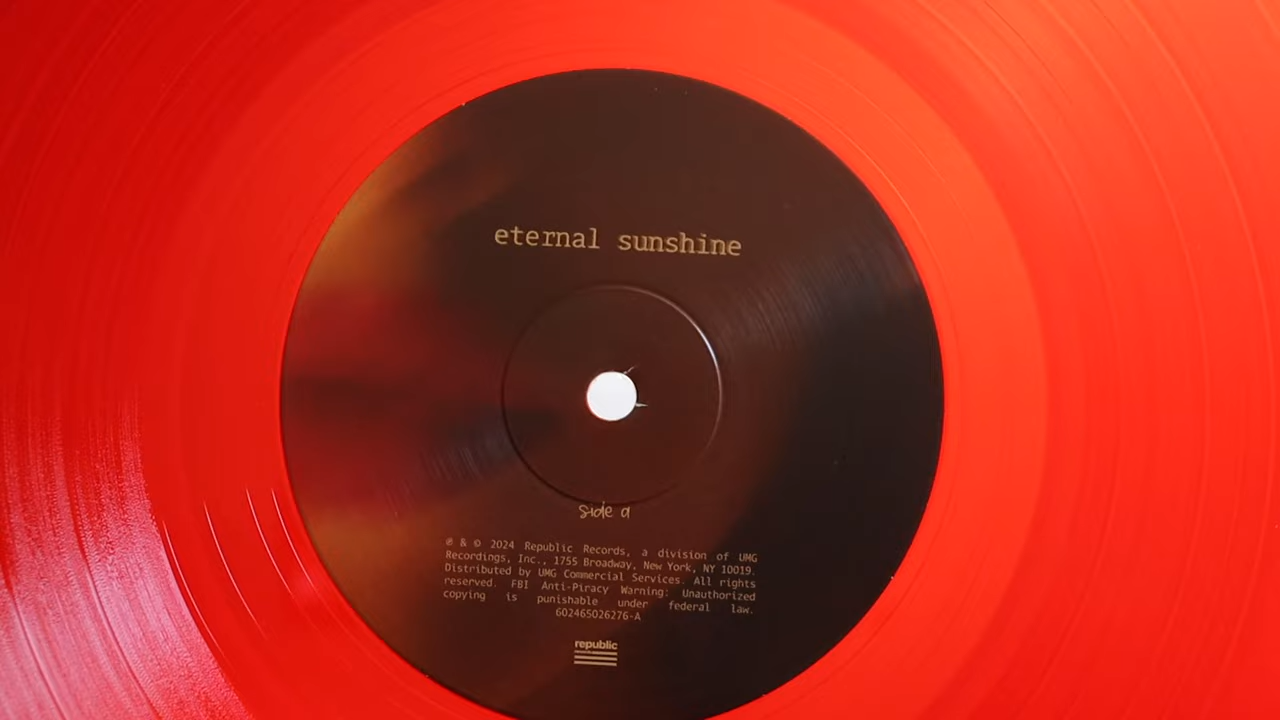 eternal sunshine
side a
℗ & © 2024 Republic Records, a division of UMG
Recordings, Inc., 1755 Broadway, New York, NY 10019.
Distributed by UMG Commercial Services. All rights
reserved. FBI Anti-Piracy Warning: Unauthorized
copying is punishable under federal law.
602465026276-A
republic